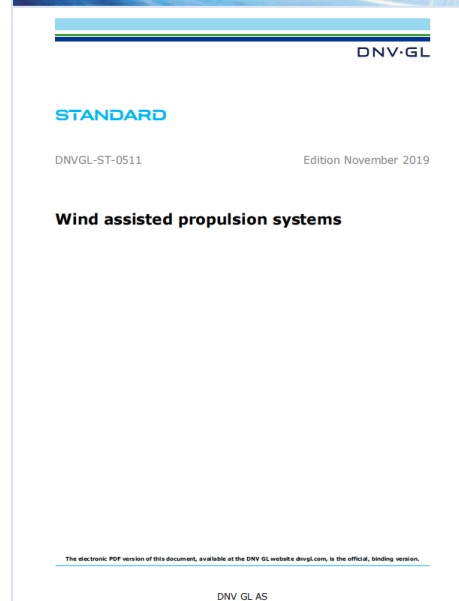 DNV·GL
STANDARD
DNVGL-ST-0511 Edition November 2019
Wind assisted propulsion systems
The electronic PDF version of this document, available at the DNV GL website dnvgl.com, is the official, binding version.
DNV GL AS